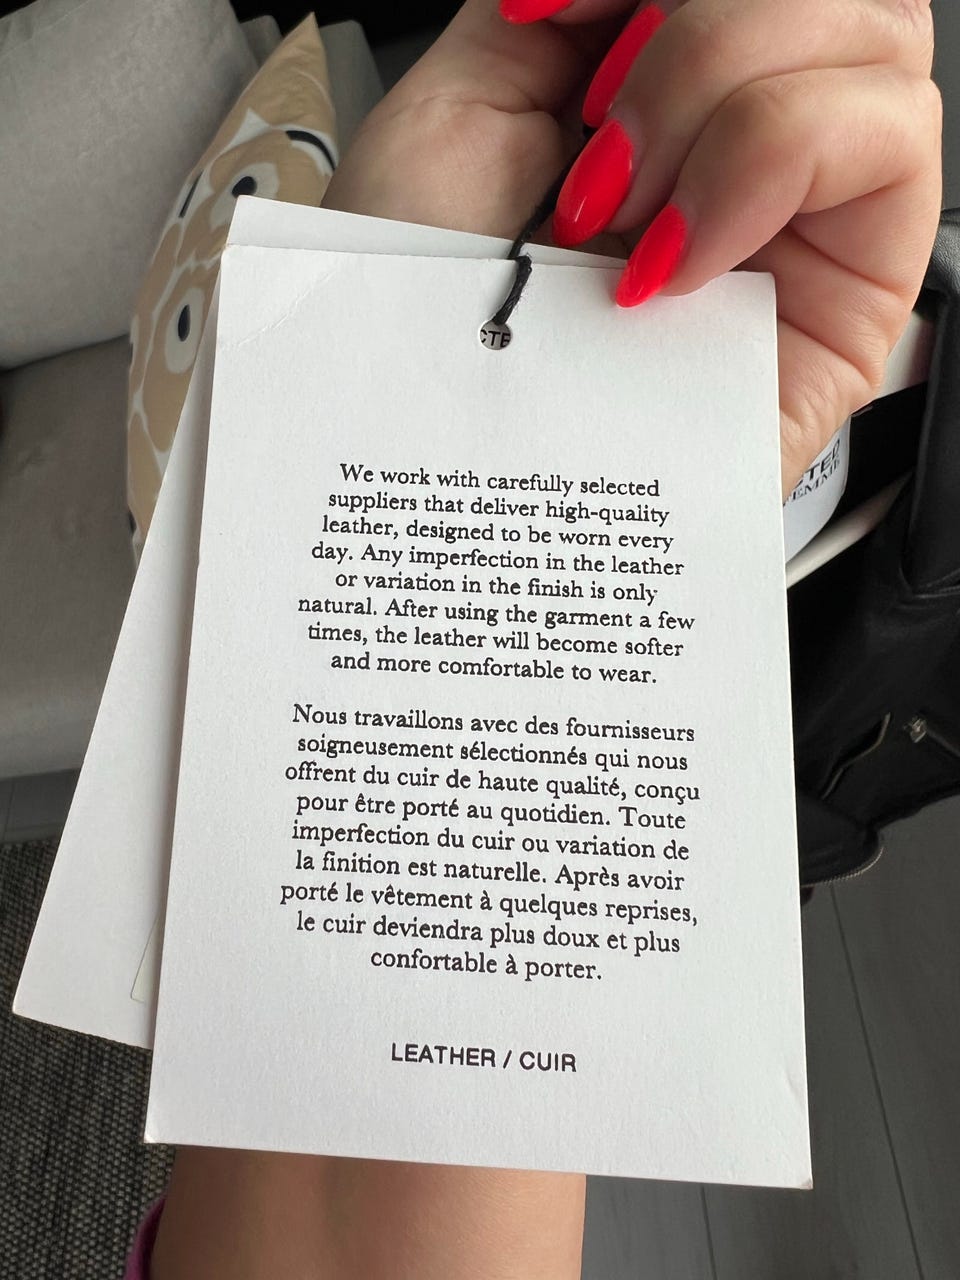 CTE
We work with carefully selected
suppliers that deliver high-quality
leather, designed to be worn every
day. Any imperfection in the leather
or variation in the finish is only
natural. After using the garment a few
times, the leather will become softer
and more comfortable to wear.
Nous travaillons avec des fournisseurs
soigneusement sélectionnés qui nous
offrent du cuir de haute qualité, conçu
pour être porté au quotidien. Toute
imperfection du cuir ou variation de
la finition est naturelle. Après avoir
porté le vêtement à quelques reprises,
le cuir deviendra plus doux et plus
confortable à porter.
LEATHER / CUIR
CTED
FEMME